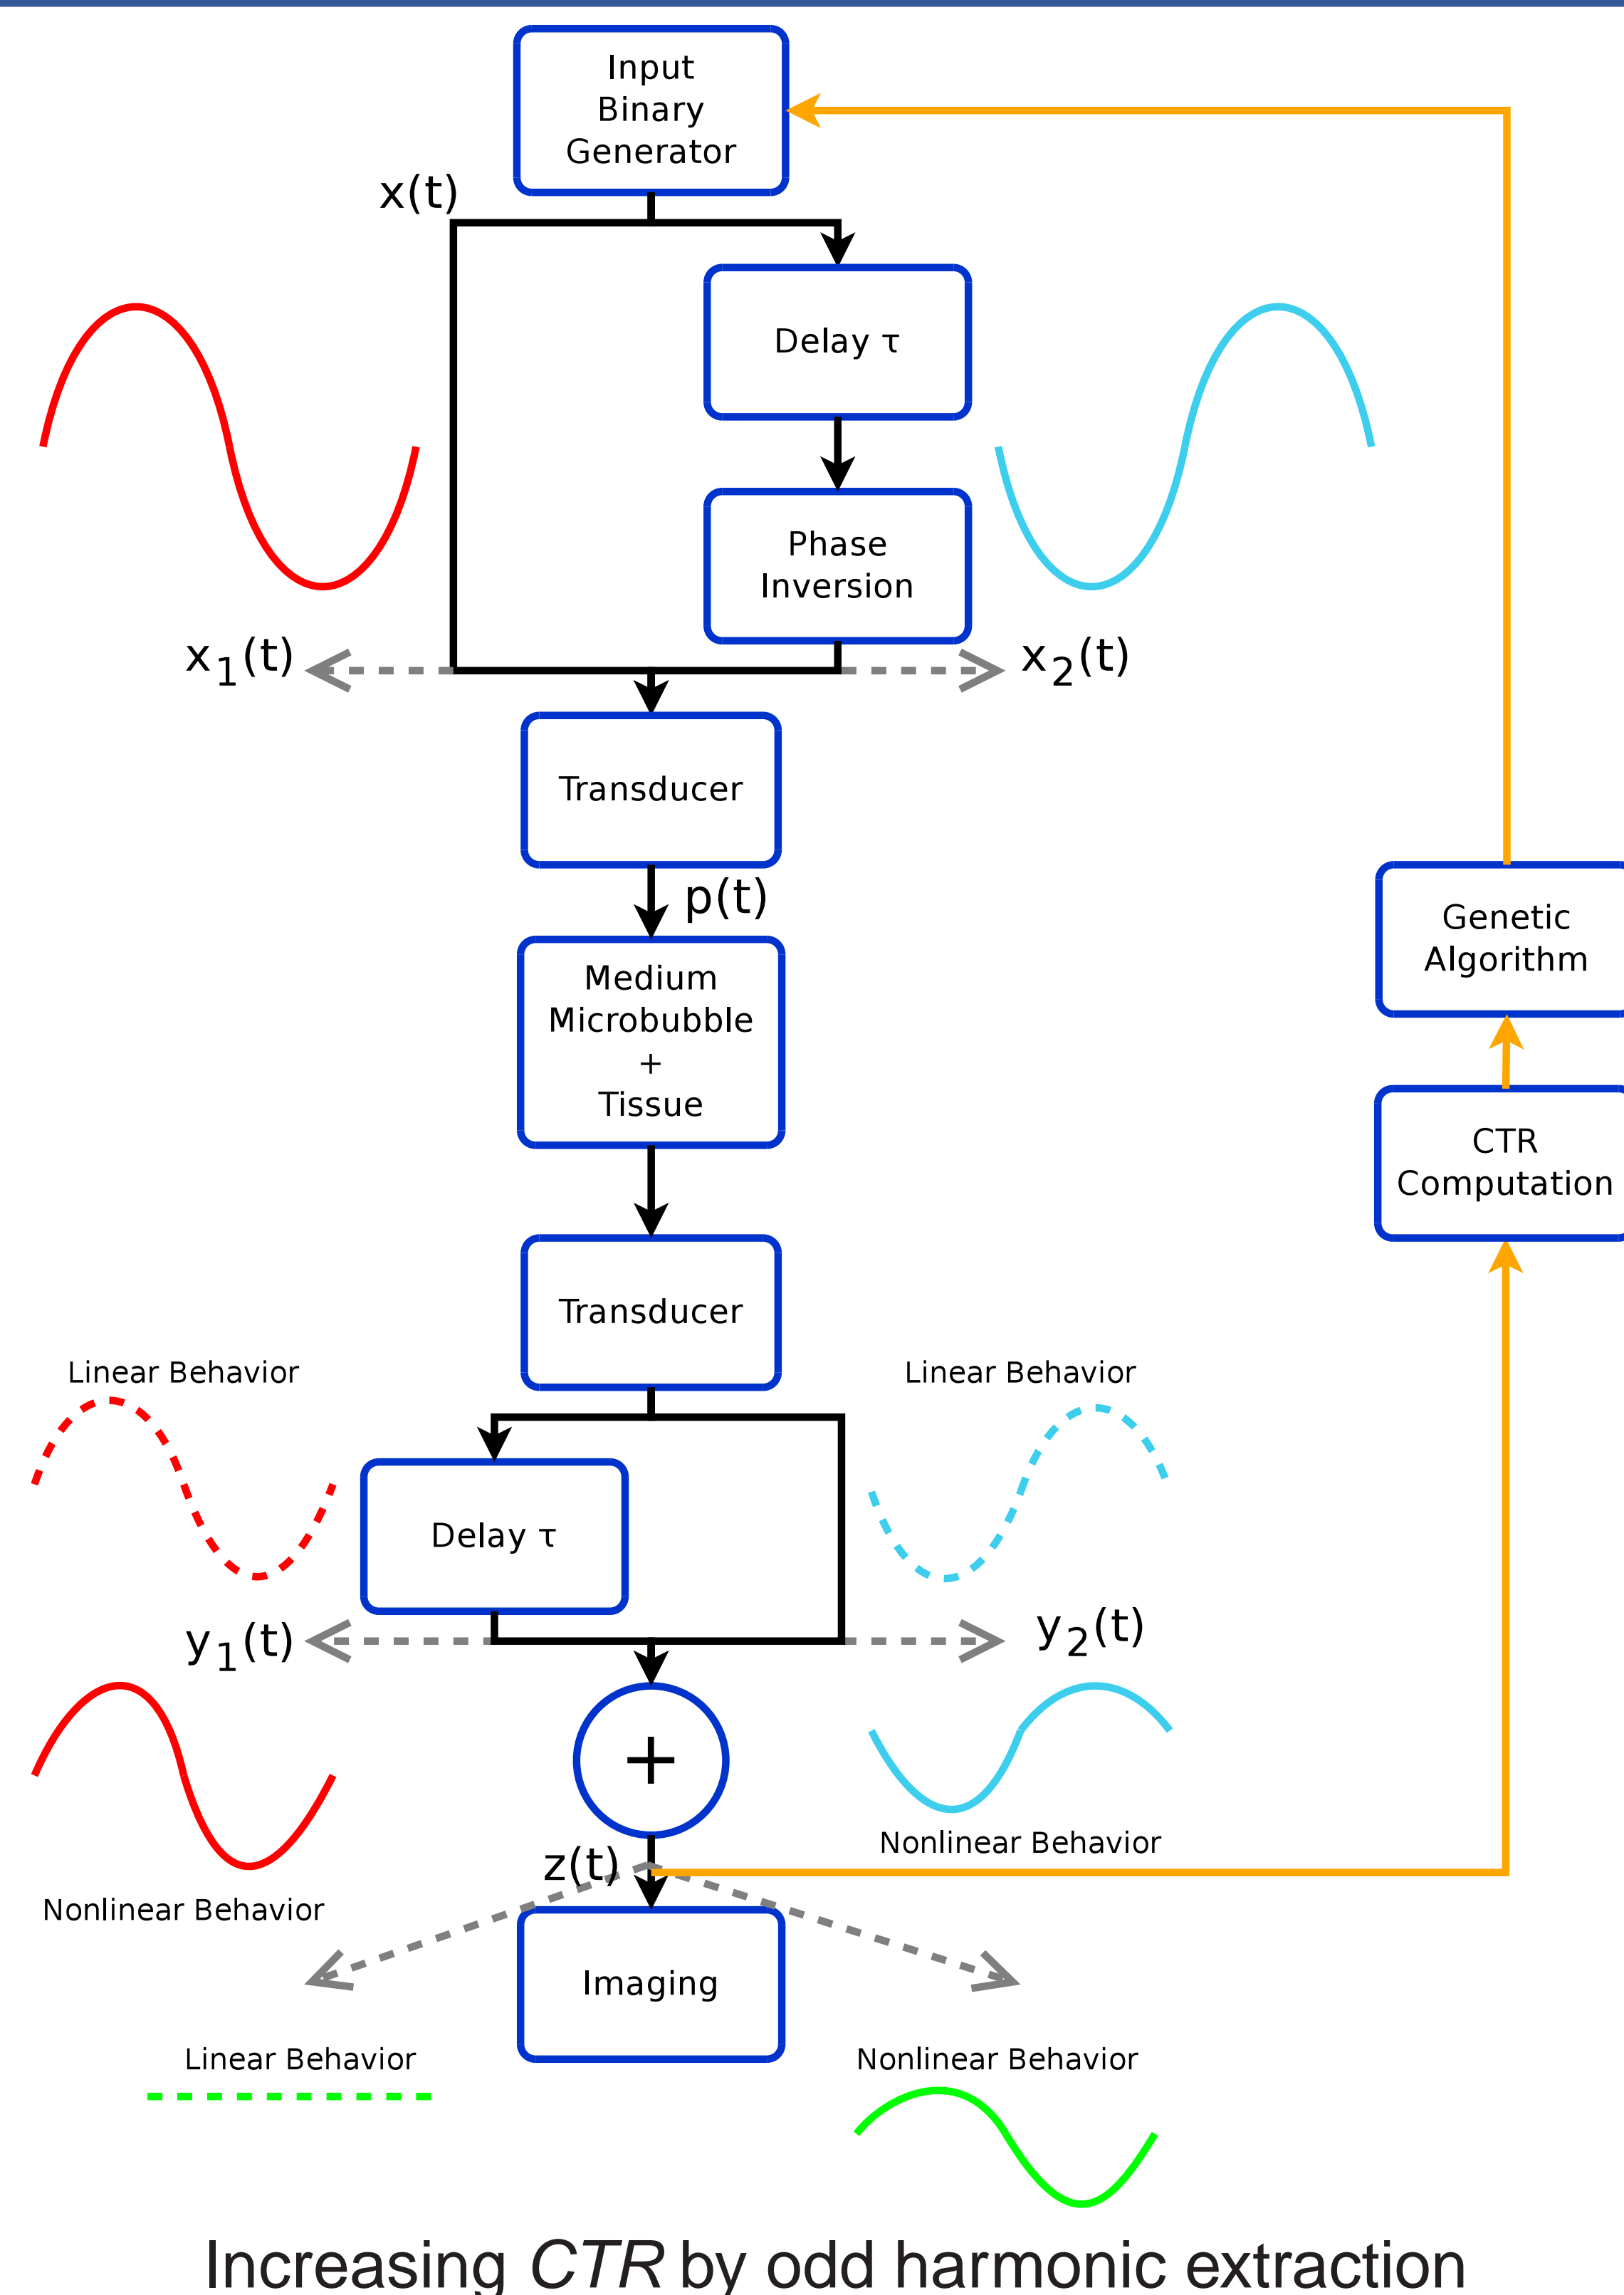 Input
Binary
Generator
x(t)
Delay τ
Phase
Inversion
x1(t)
x2(t)
Transducer
p(t)
Medium
Microbubble
+
Tissue
Genetic
Algorithm
CTR
Computation
Transducer
Linear Behavior
Linear Behavior
Delay τ
y1(t)
y2(t)
+
Nonlinear Behavior
z(t)
Nonlinear Behavior
Imaging
Linear Behavior
Nonlinear Behavior
Increasing CTR by odd harmonic extraction